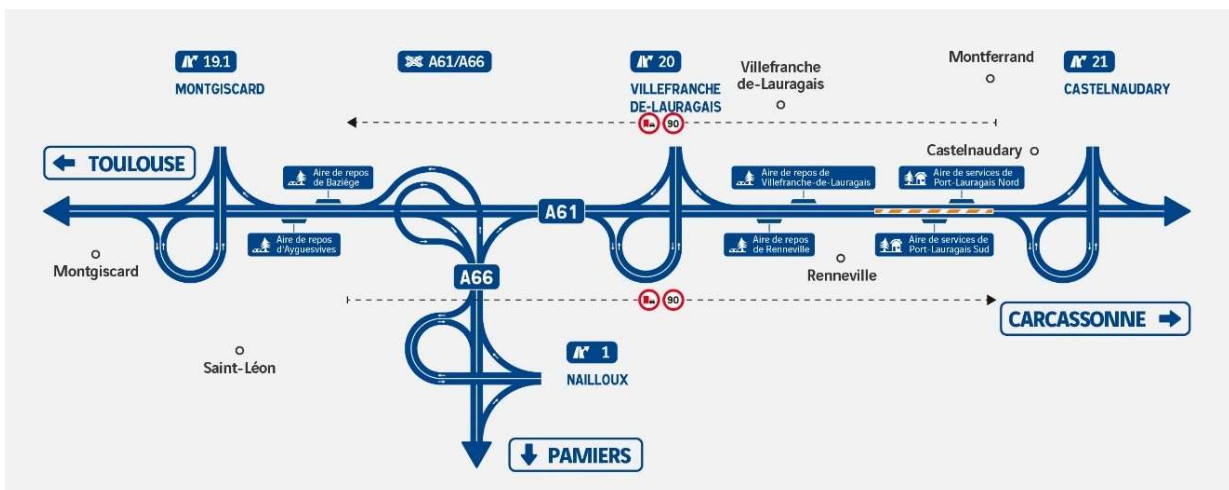 19.1
MONTGISCARD
A61/A66
20
VILLEFRANCHE
DE-LAURAGAIS
Villefranche
de-Lauragais
Montferrand
21
CASTELNAUDARY
90
TOULOUSE
Castelnaudary
Aire de repos
de Baziège
Aire de repos de
Villefranche-de-Lauragais
Aire de services de
Port-Lauragais Nord
A61
Aire de repos
d'Ayguesvives
Aire de repos
de Renneville
Aire de services de
Port-Lauragais Sud
Montgiscard
Renneville
A66
90
CARCASSONNE
Saint-Léon
1
NAILLOUX
PAMIERS